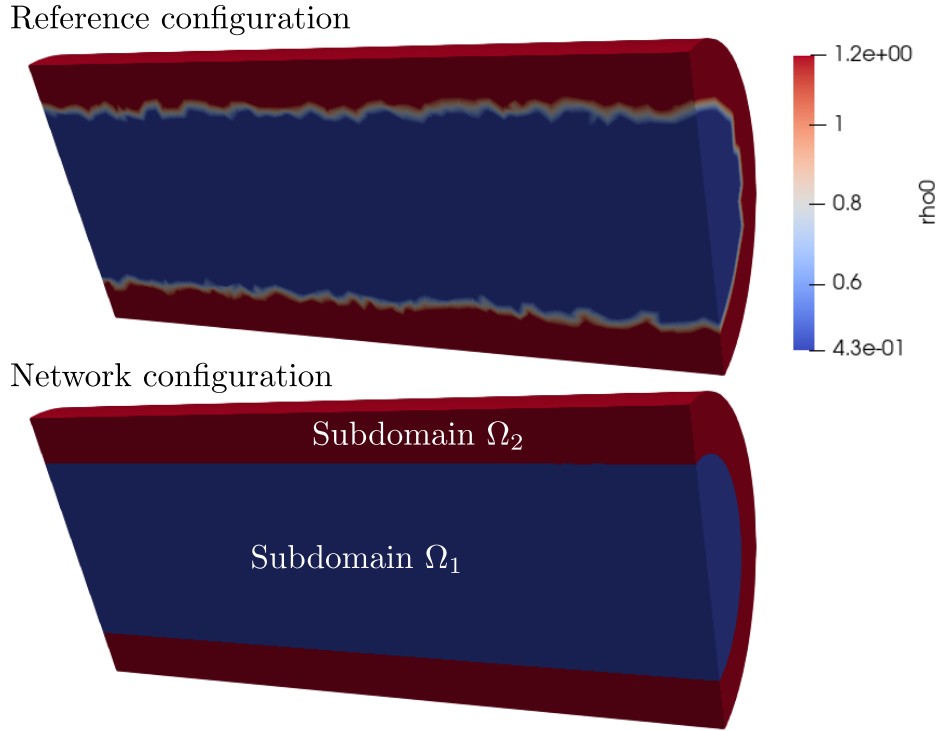 Reference configuration
1.2e+00
1
0.8
0.6
4.3e-01
rho0
Network configuration
Subdomain Ω₂
Subdomain Ω₁